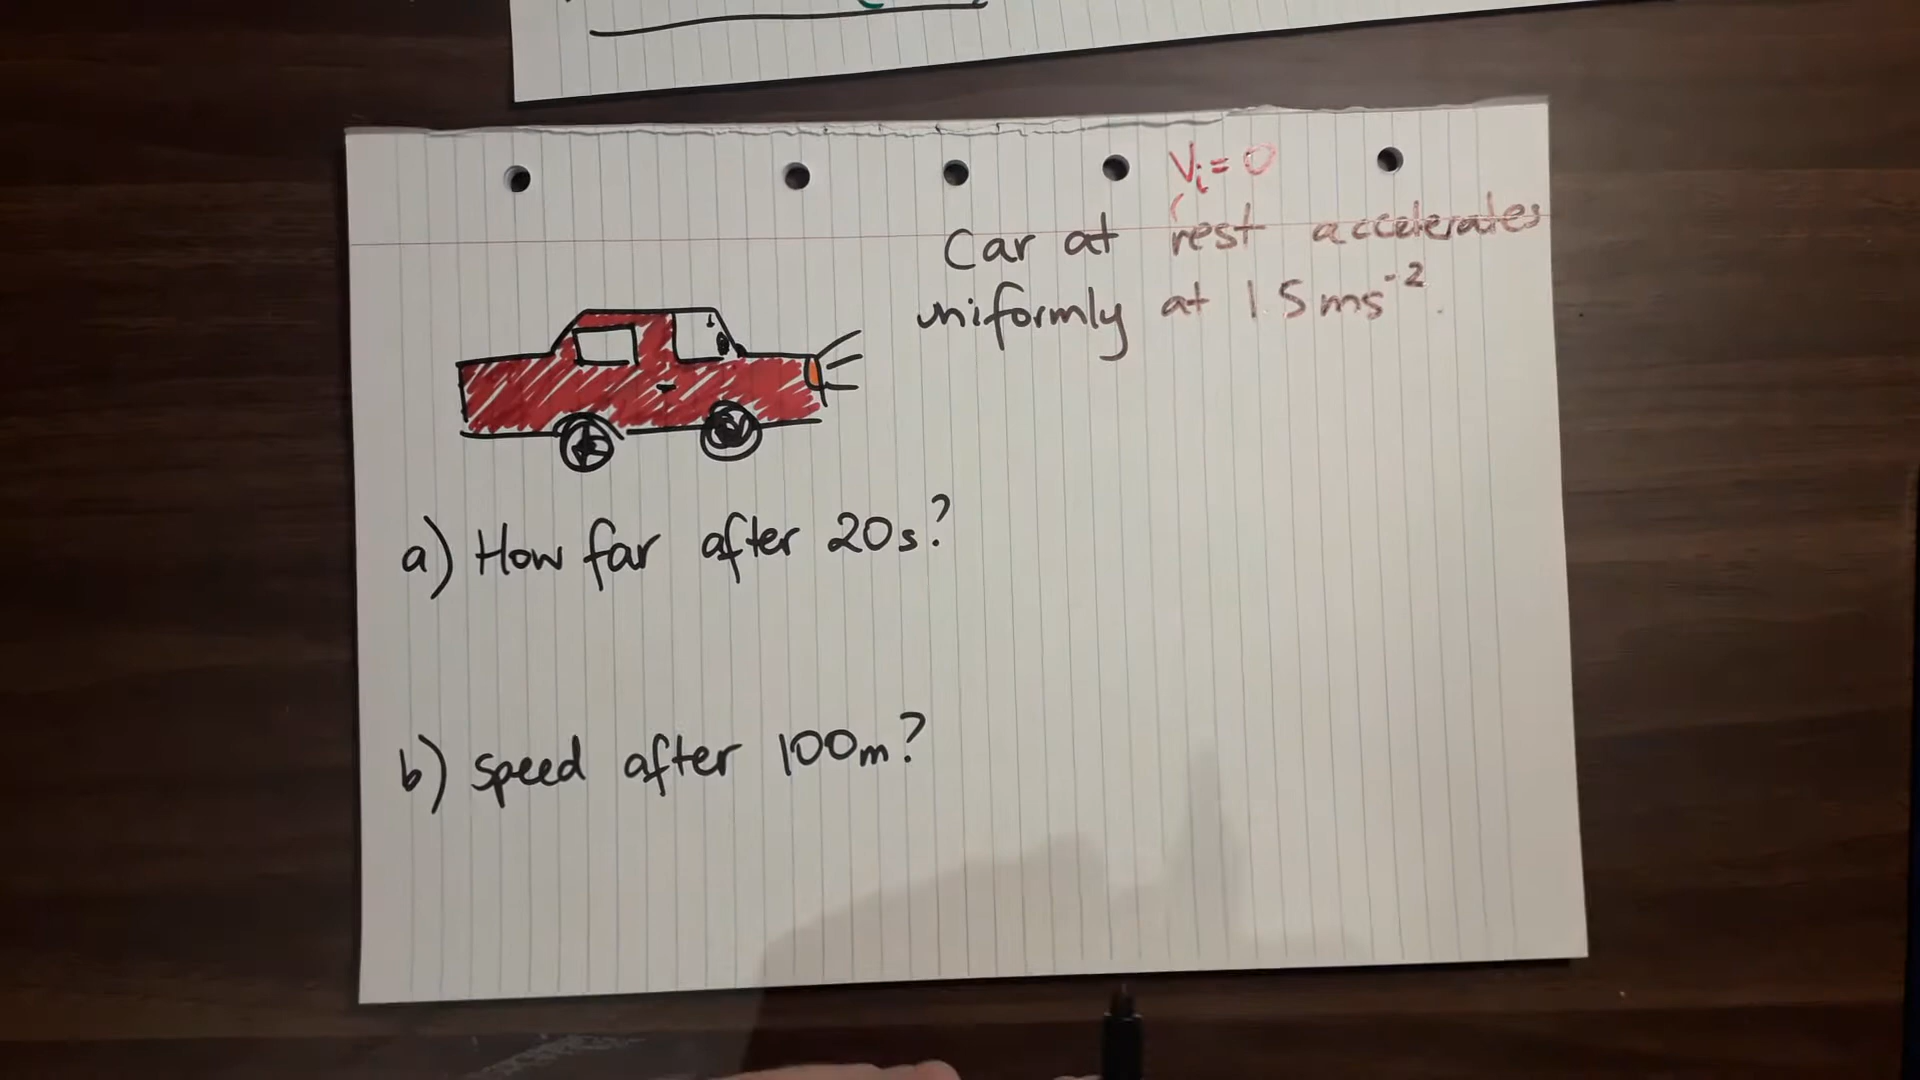 Vi = 0
Car at rest accelerates
uniformly at 1.5 ms⁻².
a) How far after 20s?
b) Speed after 100m?